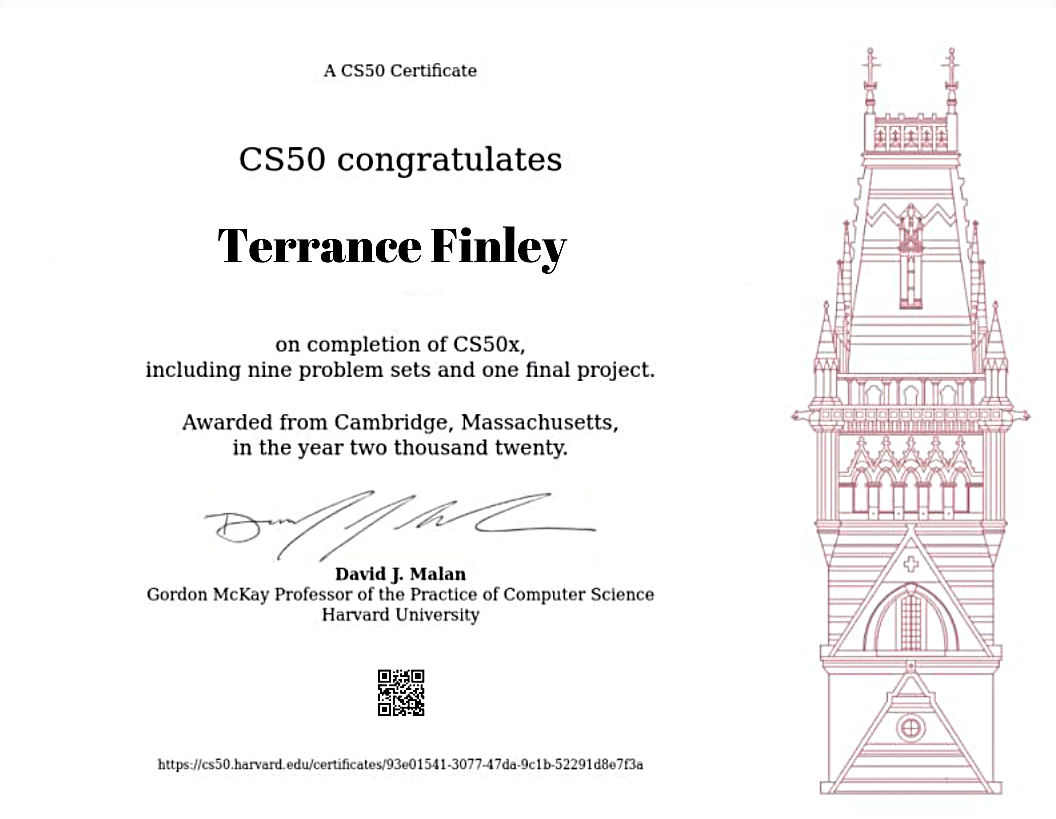 A CS50 Certificate
CS50 congratulates
Terrance Finley
on completion of CS50x,
including nine problem sets and one final project.
Awarded from Cambridge, Massachusetts,
in the year two thousand twenty.
David J. Malan
Gordon McKay Professor of the Practice of Computer Science
Harvard University
https://cs50.harvard.edu/certificates/93e01541-3077-47da-9c1b-52291d8e7f3a